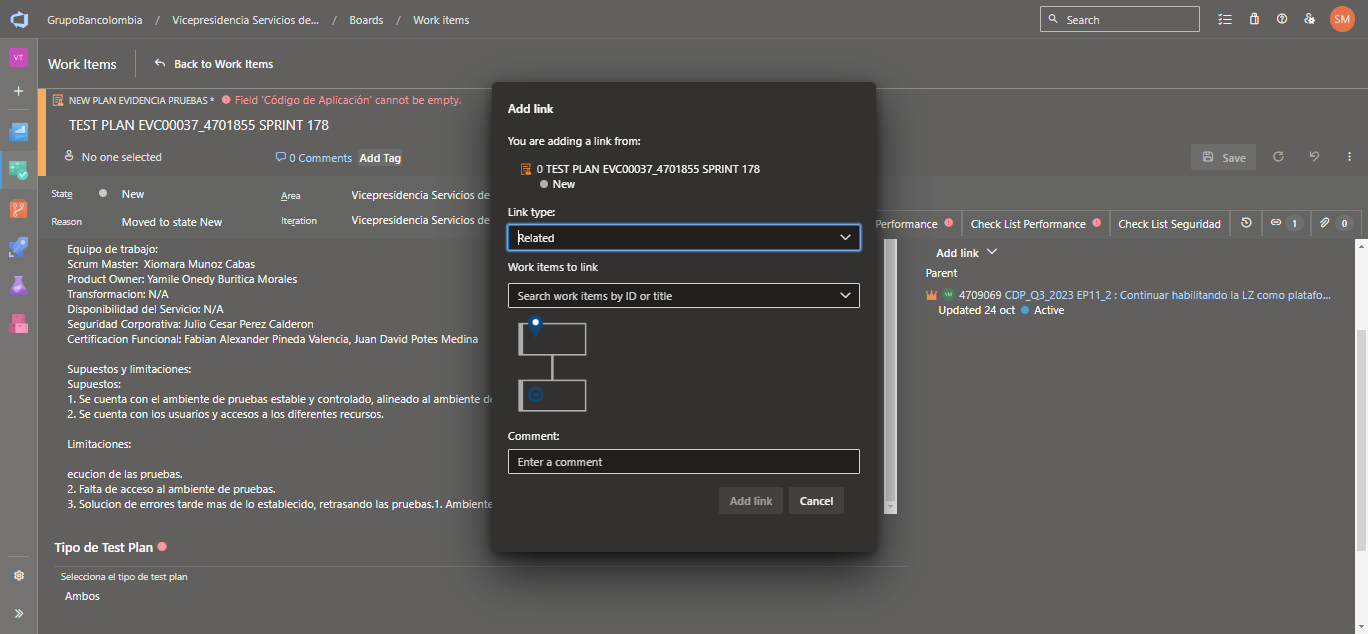 GrupoBancolombia / Vicepresidencia Servicios de... / Boards / Work items
Search
SM
VT
Work Items
Back to Work Items
NEW PLAN EVIDENCIA PRUEBAS * Field 'Código de Aplicación' cannot be empty.
TEST PLAN EVC00037_4701855 SPRINT 178
No one selected
0 Comments
Add Tag
Save
State
New
Area
Vicepresidencia Servicios de
Reason
Moved to state New
Iteration
Vicepresidencia Servicios de
Performance
Check List Performance
Check List Seguridad
1
0
Equipo de trabajo:
Scrum Master: Xiomara Munoz Cabas
Product Owner: Yamile Onedy Buritica Morales
Transformacion: N/A
Disponibilidad del Servicio: N/A
Seguridad Corporativa: Julio Cesar Perez Calderon
Certificacion Funcional: Fabian Alexander Pineda Valencia, Juan David Potes Medina
Supuestos y limitaciones:
Supuestos:
1. Se cuenta con el ambiente de pruebas estable y controlado, alineado al ambiente de
2. Se cuenta con los usuarios y accesos a los diferentes recursos.
Limitaciones:
ecucion de las pruebas.
2. Falta de acceso al ambiente de pruebas.
3. Solucion de errores tarde mas de lo establecido, retrasando las pruebas.1. Ambiente
Tipo de Test Plan
Selecciona el tipo de test plan
Ambos
Add link
You are adding a link from:
0 TEST PLAN EVC00037_4701855 SPRINT 178
New
Link type:
Related
Work items to link
Search work items by ID or title
Comment:
Enter a comment
Add link
Cancel
Add link
Parent
YM 4709069 CDP_Q3_2023 EP11_2 : Continuar habilitando la LZ como platafo...
Updated 24 oct Active